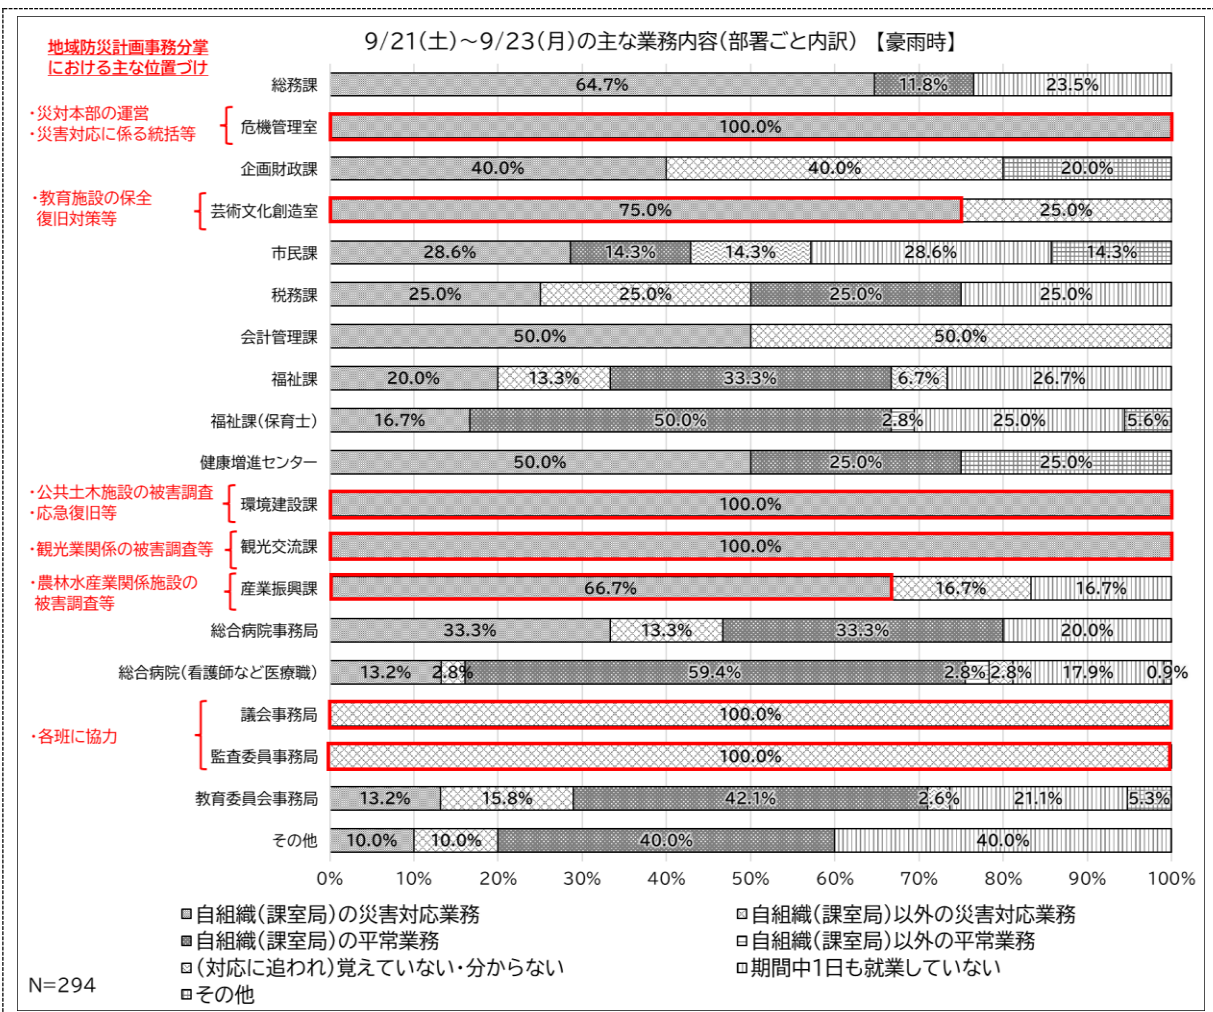 9/21(土)～9/23(月)の主な業務内容(部署ごと内訳) 【豪雨時】
地域防災計画事務分掌
における主な位置づけ
総務課 64.7% 11.8% 23.5%
・災対本部の運営
・災害対応に係る統括等
危機管理室 100.0%
企画財政課 40.0% 40.0% 20.0%
・教育施設の保全
復旧対策等
芸術文化創造室 75.0% 25.0%
市民課 28.6% 14.3% 14.3% 28.6% 14.3%
税務課 25.0% 25.0% 25.0% 25.0%
会計管理課 50.0% 50.0%
福祉課 20.0% 13.3% 33.3% 6.7% 26.7%
福祉課(保育士) 16.7% 50.0% 2.8% 25.0% 5.6%
健康増進センター 50.0% 25.0% 25.0%
・公共土木施設の被害調査
・応急復旧等
環境建設課 100.0%
・観光業関係の被害調査等
観光交流課 100.0%
・農林水産業関係施設の
被害調査等
産業振興課 66.7% 16.7% 16.7%
総合病院事務局 33.3% 13.3% 33.3% 20.0%
総合病院(看護師など医療職) 13.2% 2.8% 59.4% 2.8% 2.8% 17.9% 0.9%
・各班に協力
議会事務局 100.0%
監査委員事務局 100.0%
教育委員会事務局 13.2% 15.8% 42.1% 2.6% 21.1% 5.3%
その他 10.0% 10.0% 40.0% 40.0%
0% 10% 20% 30% 40% 50% 60% 70% 80% 90% 100%
自組織(課室局)の災害対応業務 自組織(課室局)以外の災害対応業務
自組織(課室局)の平常業務 自組織(課室局)以外の平常業務
(対応に追われ)覚えていない・分からない 期間中1日も就業していない
その他
N=294